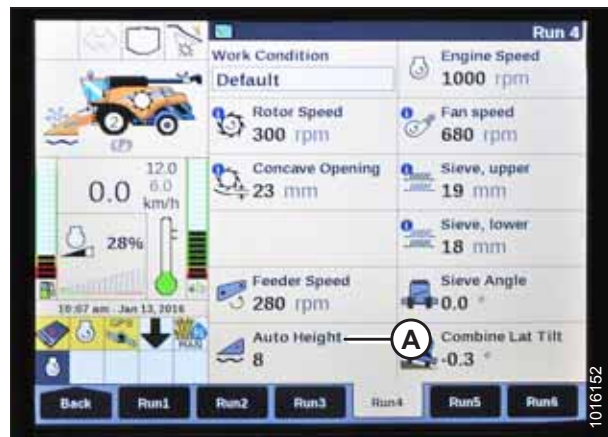 Run 4
Work Condition
Default
Engine Speed
1000 rpm
Rotor Speed
300 rpm
Fan speed
680 rpm
Concave Opening
23 mm
Sieve, upper
19 mm
Sieve, lower
18 mm
Feeder Speed
280 rpm
Sieve Angle
0.0 °
Auto Height
8
A
Combine Lat Tilt
-0.3 °
2
(P)
0.0
12.0
6.0
km/h
28%
10:07 am - Jan 13, 2016
GPS
MAN
Back
Run1
Run2
Run3
Run4
Run5
Run6
1016152